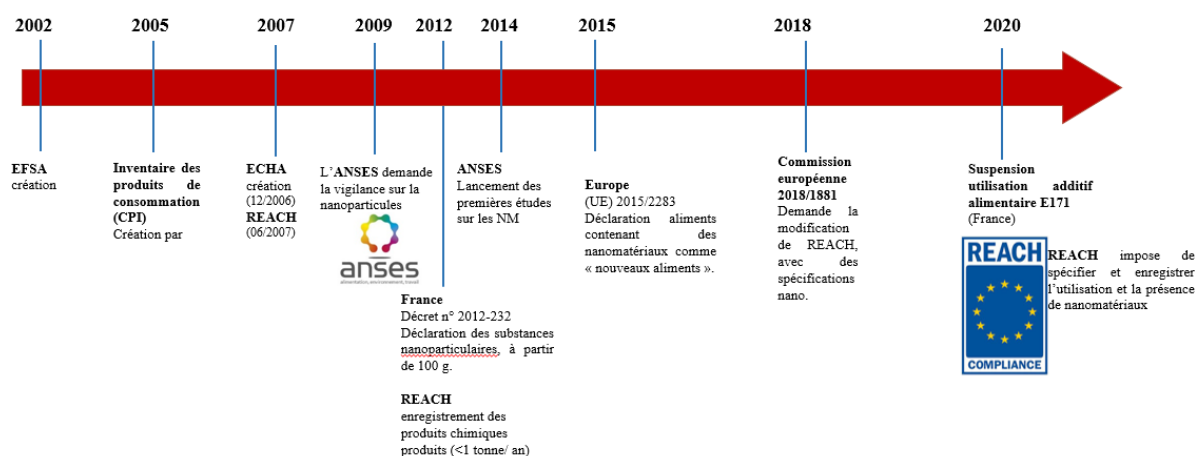 2002
2005
2007
2009
2012
2014
2015
2018
2020
EFSA
création
Inventaire des
produits de
consommation
(CPI)
Création par
ECHA
création
(12/2006)
REACH
(06/2007)
L'ANSES demande
la vigilance sur la
nanoparticules
anses
alimentation, environnement, travail
France
Décret n° 2012-232
Déclaration des substances
nanoparticulaires, à partir
de 100 g.
REACH
enregistrement des
produits chimiques
produits (<1 tonne/ an)
ANSES
Lancement des
premières études
sur les NM
Europe
(UE) 2015/2283
Déclaration aliments
contenant des
nanomatériaux comme
« nouveaux aliments ».
Commission
européenne
2018/1881
Demande la
modification
de REACH,
avec des
spécifications
nano.
Suspension
utilisation additif
alimentaire E171
(France)
REACH
COMPLIANCE
REACH impose de
spécifier et enregistrer
l'utilisation et la présence
de nanomatériaux